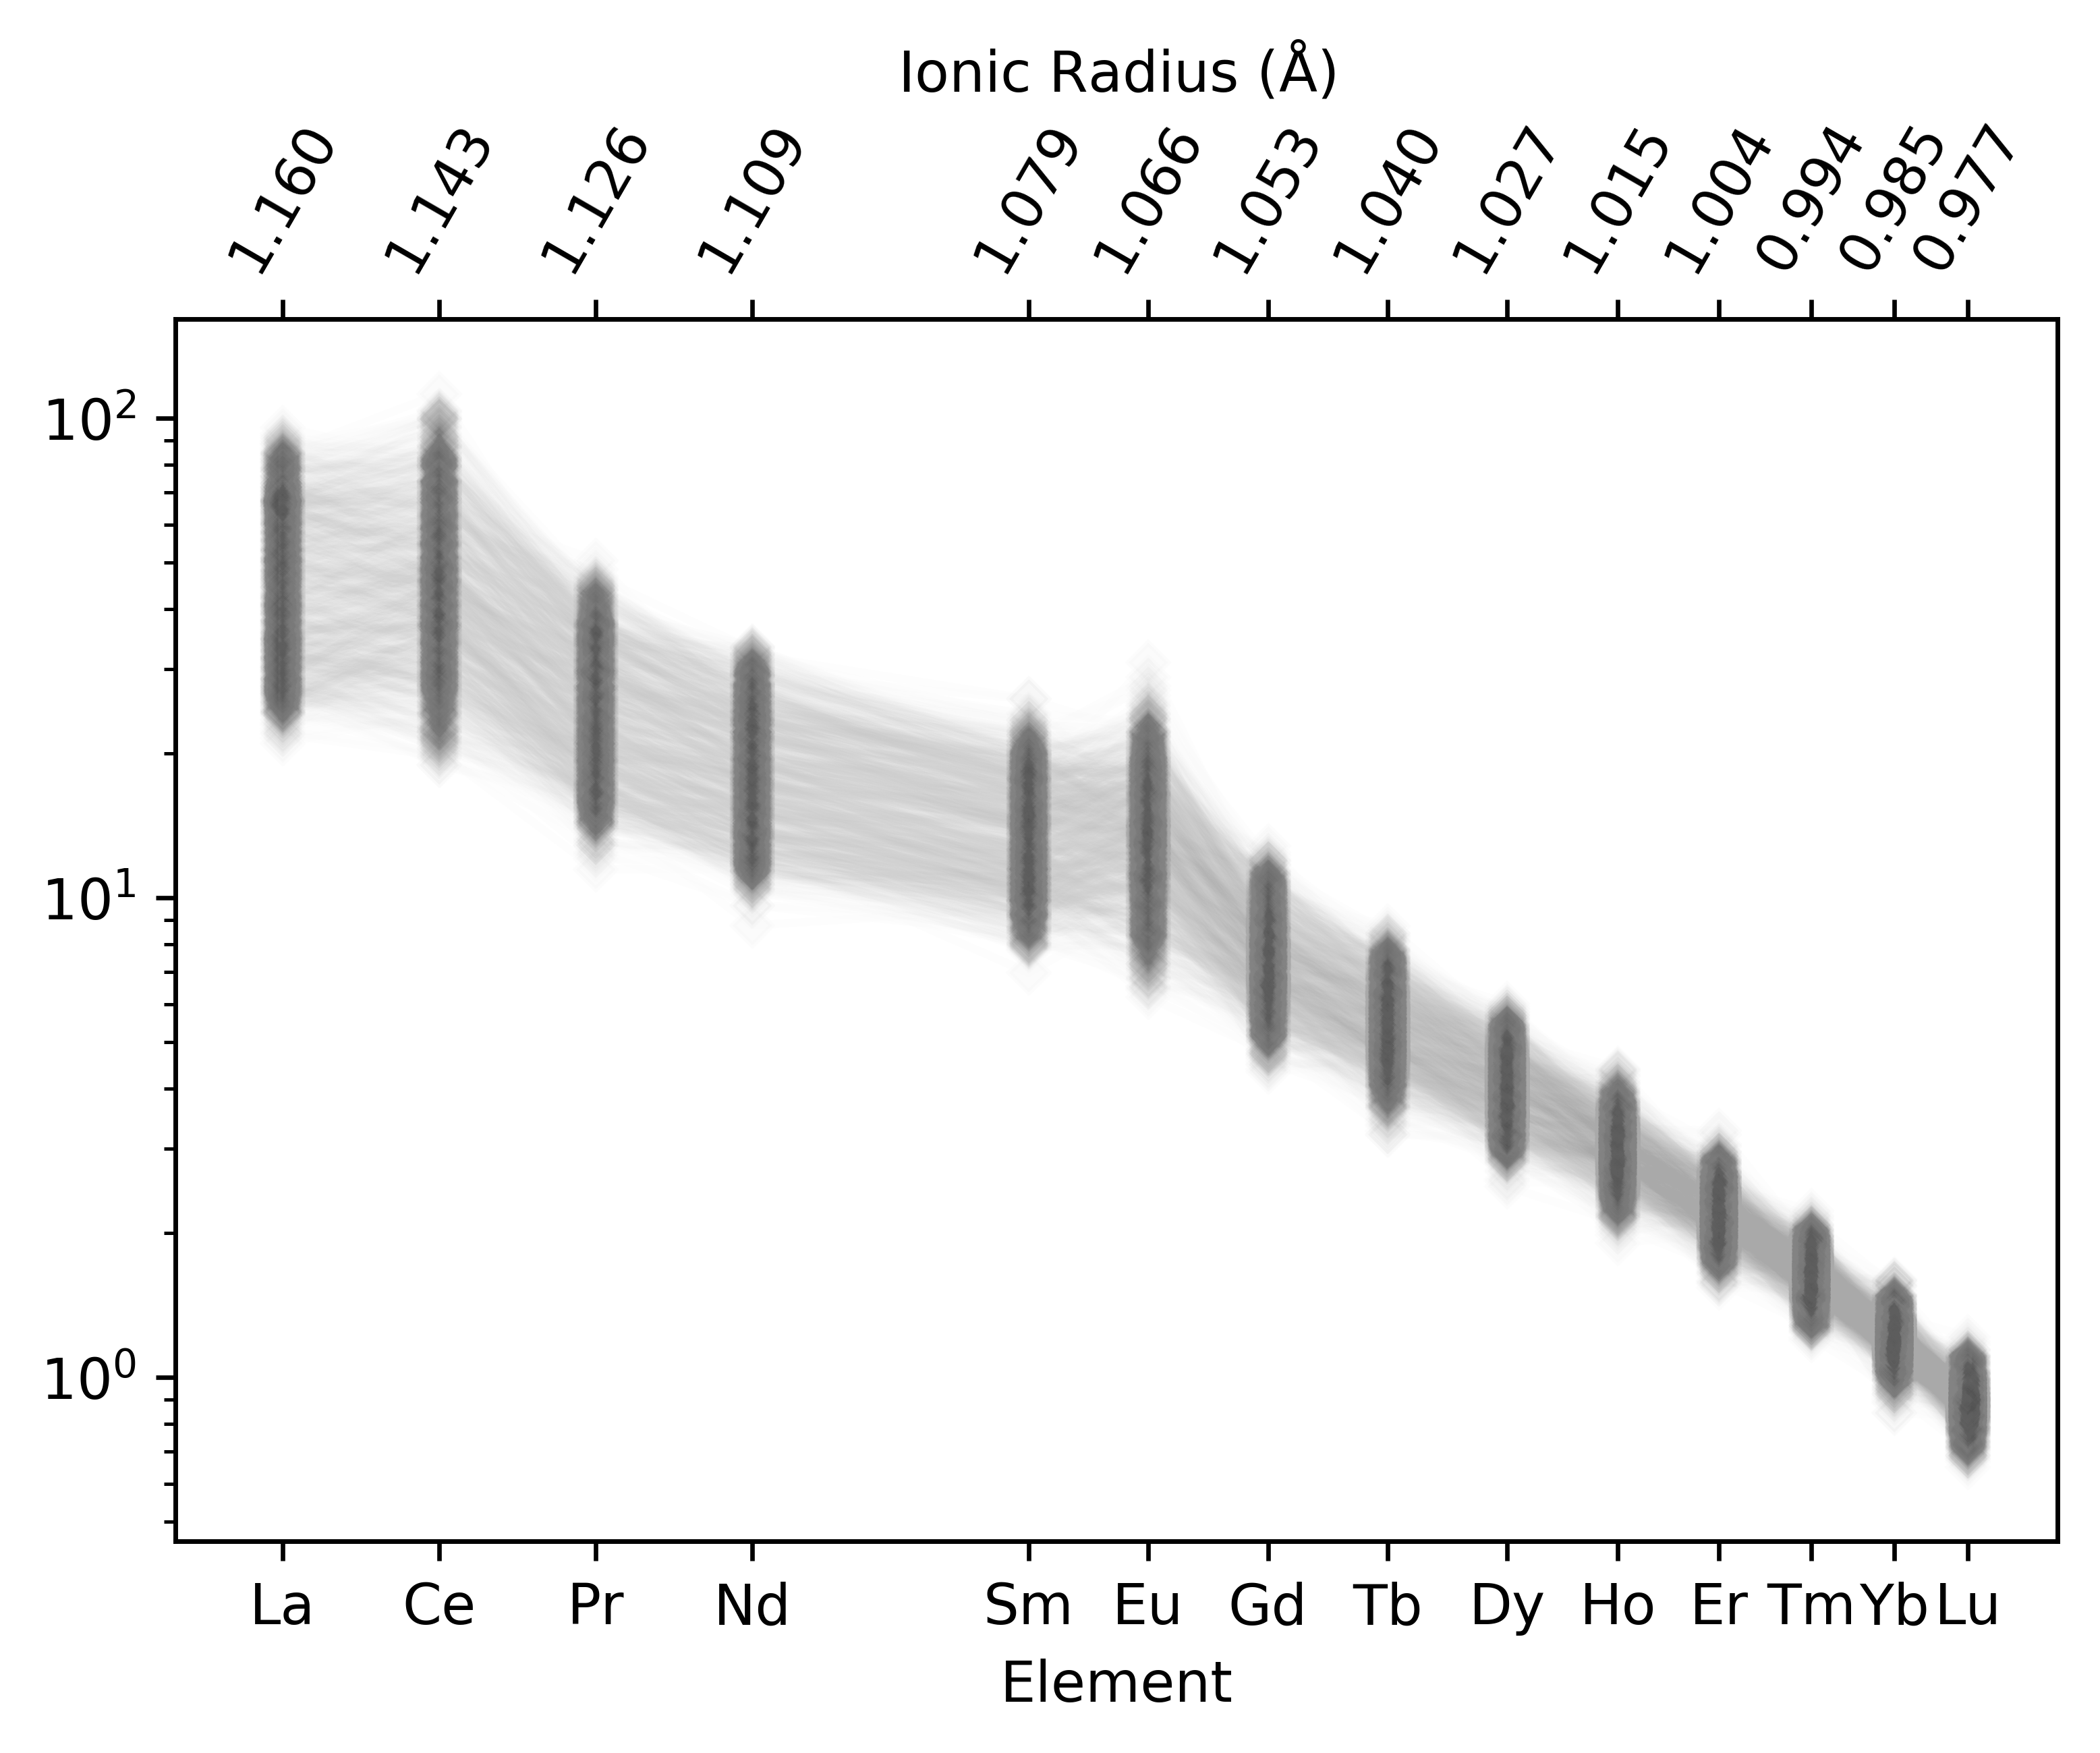 Ionic Radius (Å)
1.160 1.143 1.126 1.109 1.079 1.066 1.053 1.040 1.027 1.015 1.004 0.994 0.985 0.977
10²
10¹
10⁰
La Ce Pr Nd Sm Eu Gd Tb Dy Ho Er Tm Yb Lu
Element